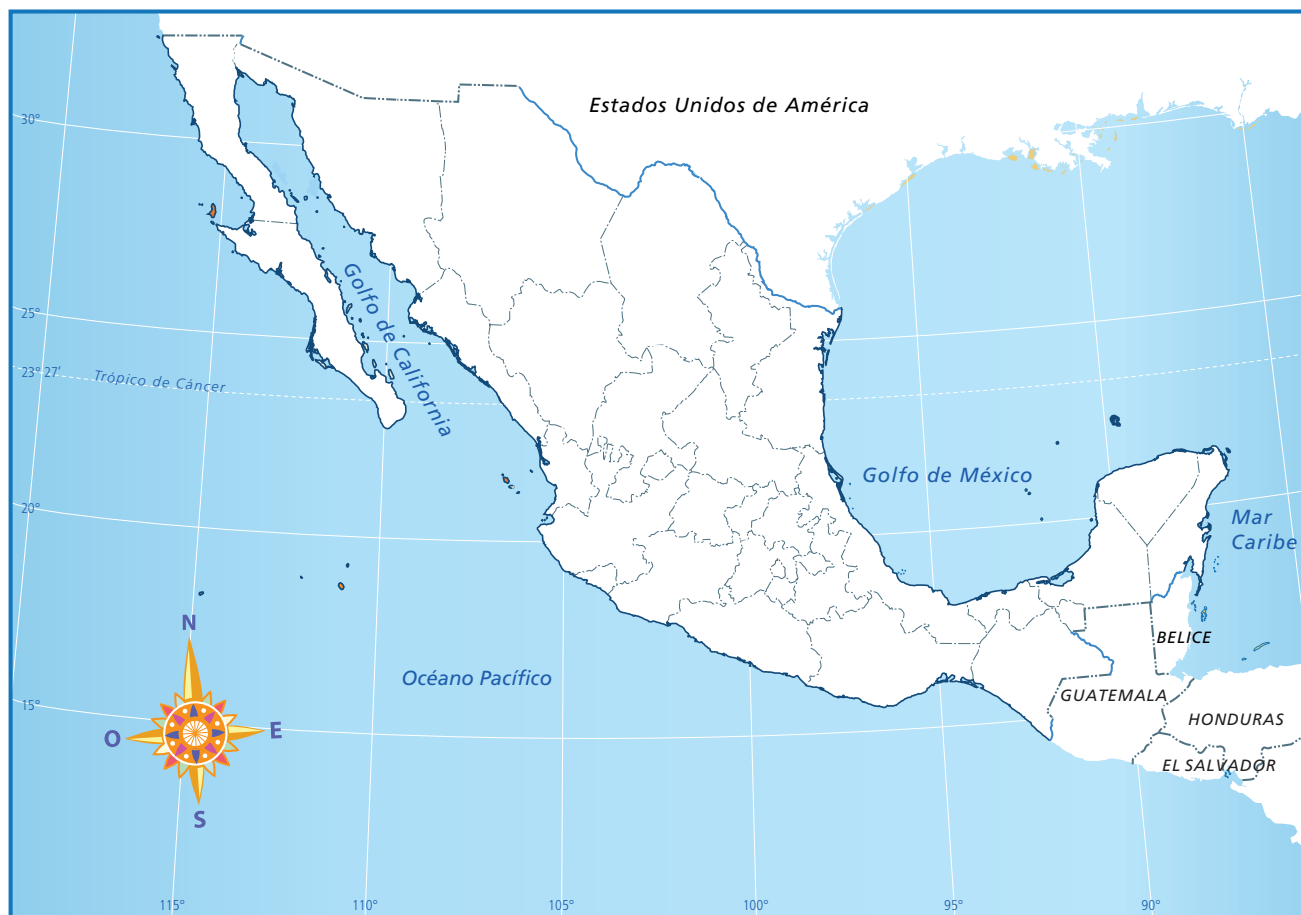 Estados Unidos de América
30°
Golfo de California
25°
23° 27'
Trópico de Cáncer
Golfo de México
20°
Mar
Caribe
N
O
E
S
BELICE
Océano Pacífico
GUATEMALA
15°
HONDURAS
EL SALVADOR
115°
110°
105°
100°
95°
90°